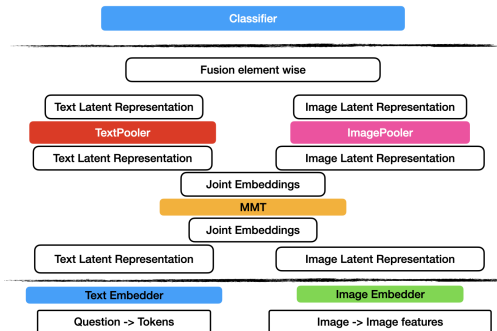 Classifier
Fusion element wise
Text Latent Representation
Image Latent Representation
TextPooler
ImagePooler
Text Latent Representation
Image Latent Representation
Joint Embeddings
MMT
Joint Embeddings
Text Latent Representation
Image Latent Representation
Text Embedder
Image Embedder
Question -> Tokens
Image -> Image features